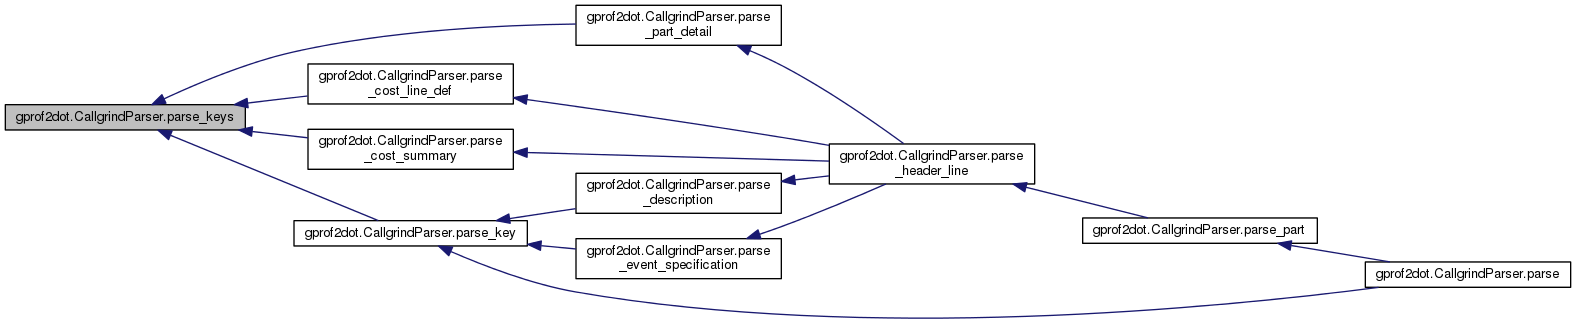 gprof2dot.CallgrindParser.parse
_part_detail
gprof2dot.CallgrindParser.parse
_cost_line_def
gprof2dot.CallgrindParser.parse_keys
gprof2dot.CallgrindParser.parse
_cost_summary
gprof2dot.CallgrindParser.parse
_header_line
gprof2dot.CallgrindParser.parse
_description
gprof2dot.CallgrindParser.parse_key
gprof2dot.CallgrindParser.parse_part
gprof2dot.CallgrindParser.parse
_event_specification
gprof2dot.CallgrindParser.parse